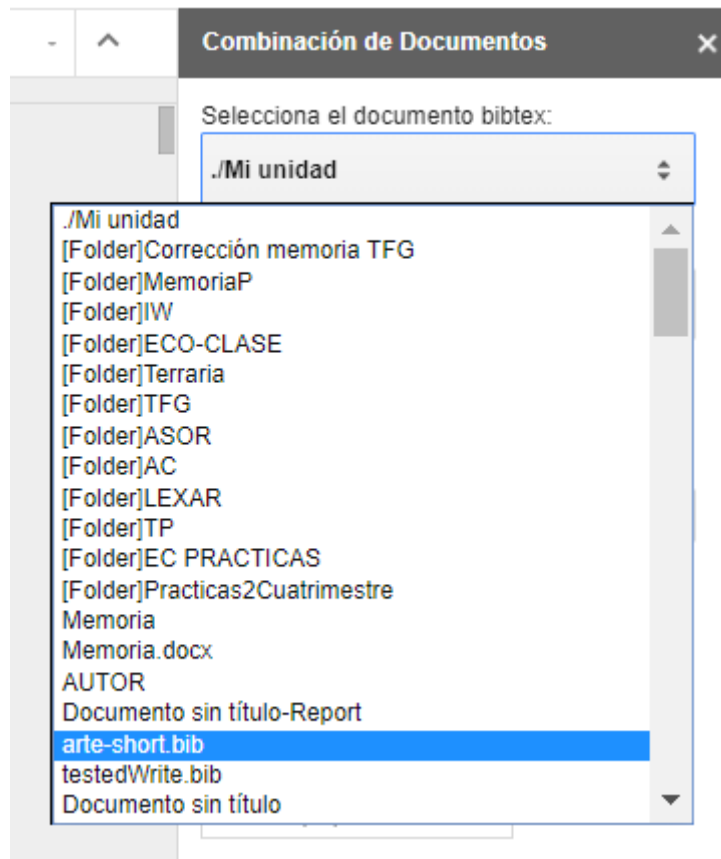 Combinación de Documentos
Selecciona el documento bibtex:
./Mi unidad
./Mi unidad
[Folder]Corrección memoria TFG
[Folder]MemoriaP
[Folder]IW
[Folder]ECO-CLASE
[Folder]Terraria
[Folder]TFG
[Folder]ASOR
[Folder]AC
[Folder]LEXAR
[Folder]TP
[Folder]EC PRACTICAS
[Folder]Practicas2Cuatrimestre
Memoria
Memoria.docx
AUTOR
Documento sin título-Report
arte-short.bib
testedWrite.bib
Documento sin título